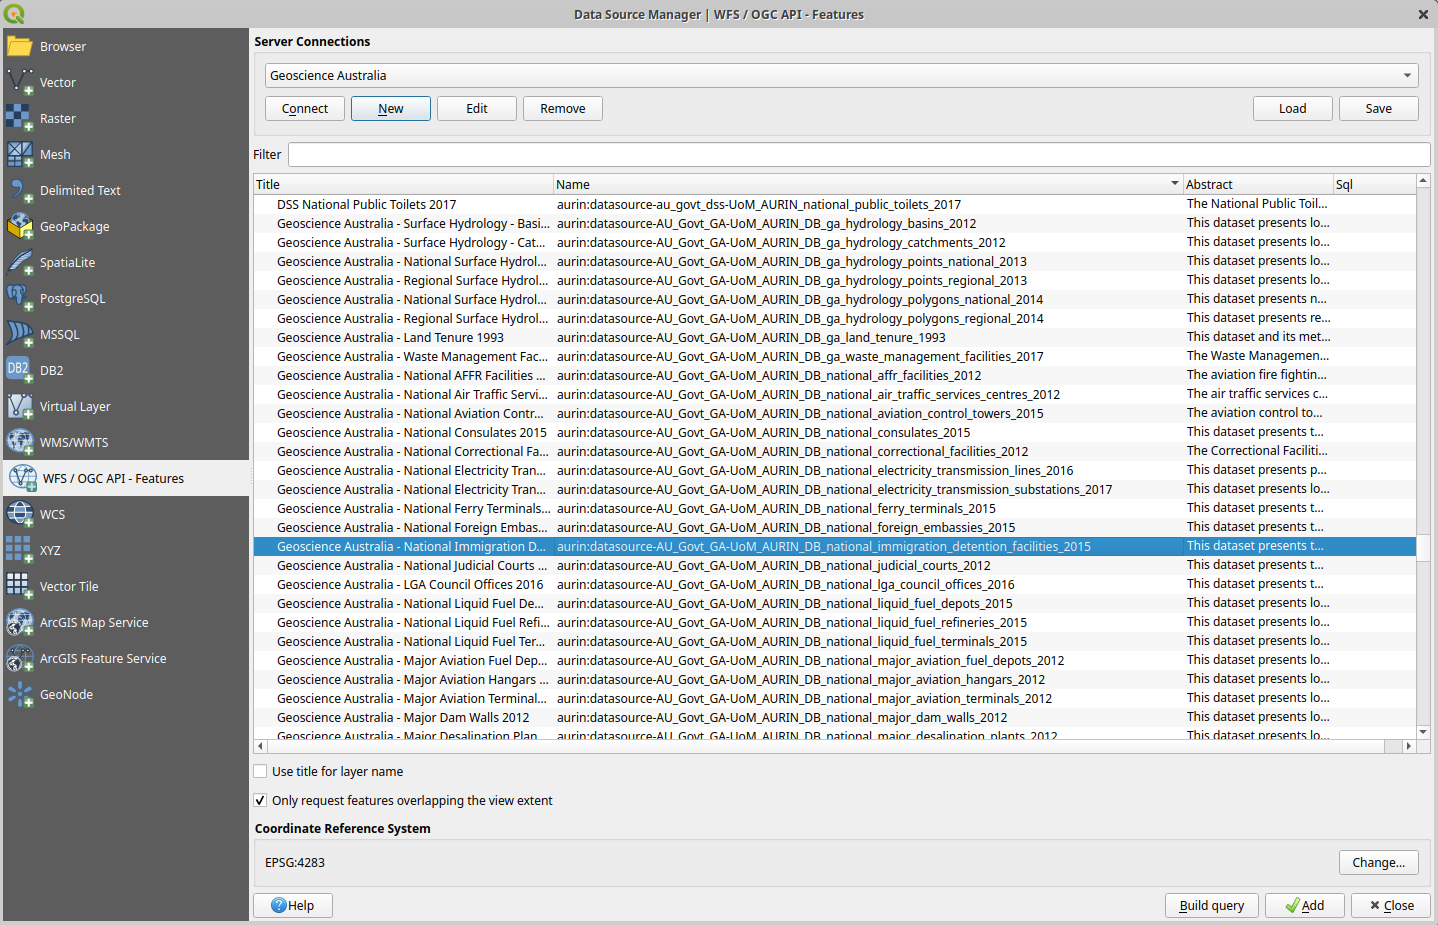 Data Source Manager | WFS / OGC API - Features
Browser
Vector
Raster
Mesh
Delimited Text
GeoPackage
SpatiaLite
PostgreSQL
MSSQL
DB2
DB2
Virtual Layer
WMS/WMTS
WFS / OGC API - Features
WCS
XYZ
Vector Tile
ArcGIS Map Service
ArcGIS Feature Service
GeoNode
Server Connections
Geoscience Australia
Connect New Edit Remove Load Save
Filter
Title Name Abstract Sql
DSS National Public Toilets 2017 aurin:datasource-au_govt_dss-UoM_AURIN_national_public_toilets_2017 The National Public Toil...
Geoscience Australia - Surface Hydrology - Basi... aurin:datasource-AU_Govt_GA-UoM_AURIN_DB_ga_hydrology_basins_2012 This dataset presents lo...
Geoscience Australia - Surface Hydrology - Cat... aurin:datasource-AU_Govt_GA-UoM_AURIN_DB_ga_hydrology_catchments_2012 This dataset presents lo...
Geoscience Australia - National Surface Hydrol... aurin:datasource-AU_Govt_GA-UoM_AURIN_DB_ga_hydrology_points_national_2013 This dataset presents lo...
Geoscience Australia - Regional Surface Hydrol... aurin:datasource-AU_Govt_GA-UoM_AURIN_DB_ga_hydrology_points_regional_2013 This dataset presents lo...
Geoscience Australia - National Surface Hydrol... aurin:datasource-AU_Govt_GA-UoM_AURIN_DB_ga_hydrology_polygons_national_2014 This dataset presents n...
Geoscience Australia - Regional Surface Hydrol... aurin:datasource-AU_Govt_GA-UoM_AURIN_DB_ga_hydrology_polygons_regional_2014 This dataset presents re...
Geoscience Australia - Land Tenure 1993 aurin:datasource-AU_Govt_GA-UoM_AURIN_DB_ga_land_tenure_1993 This dataset and its met...
Geoscience Australia - Waste Management Fac... aurin:datasource-AU_Govt_GA-UoM_AURIN_DB_ga_waste_management_facilities_2017 The Waste Managemen...
Geoscience Australia - National AFFR Facilities ... aurin:datasource-AU_Govt_GA-UoM_AURIN_DB_national_affr_facilities_2012 The aviation fire fightin...
Geoscience Australia - National Air Traffic Servi... aurin:datasource-AU_Govt_GA-UoM_AURIN_DB_national_air_traffic_services_centres_2012 The air traffic services c...
Geoscience Australia - National Aviation Contr... aurin:datasource-AU_Govt_GA-UoM_AURIN_DB_national_aviation_control_towers_2015 The aviation control to...
Geoscience Australia - National Consulates 2015 aurin:datasource-AU_Govt_GA-UoM_AURIN_DB_national_consulates_2015 This dataset presents t...
Geoscience Australia - National Correctional Fa... aurin:datasource-AU_Govt_GA-UoM_AURIN_DB_national_correctional_facilities_2012 The Correctional Faciliti...
Geoscience Australia - National Electricity Tran... aurin:datasource-AU_Govt_GA-UoM_AURIN_DB_national_electricity_transmission_lines_2016 This dataset presents p...
Geoscience Australia - National Electricity Tran... aurin:datasource-AU_Govt_GA-UoM_AURIN_DB_national_electricity_transmission_substations_2017 This dataset presents lo...
Geoscience Australia - National Ferry Terminals... aurin:datasource-AU_Govt_GA-UoM_AURIN_DB_national_ferry_terminals_2015 This dataset presents lo...
Geoscience Australia - National Foreign Embas... aurin:datasource-AU_Govt_GA-UoM_AURIN_DB_national_foreign_embassies_2015 This dataset presents t...
Geoscience Australia - National Immigration D... aurin:datasource-AU_Govt_GA-UoM_AURIN_DB_national_immigration_detention_facilities_2015 This dataset presents t...
Geoscience Australia - National Judicial Courts ... aurin:datasource-AU_Govt_GA-UoM_AURIN_DB_national_judicial_courts_2012 This dataset presents t...
Geoscience Australia - LGA Council Offices 2016 aurin:datasource-AU_Govt_GA-UoM_AURIN_DB_national_lga_council_offices_2016 This dataset presents t...
Geoscience Australia - National Liquid Fuel De... aurin:datasource-AU_Govt_GA-UoM_AURIN_DB_national_liquid_fuel_depots_2015 This dataset presents lo...
Geoscience Australia - National Liquid Fuel Refi... aurin:datasource-AU_Govt_GA-UoM_AURIN_DB_national_liquid_fuel_refineries_2015 This dataset presents lo...
Geoscience Australia - National Liquid Fuel Ter... aurin:datasource-AU_Govt_GA-UoM_AURIN_DB_national_liquid_fuel_terminals_2015 This dataset presents lo...
Geoscience Australia - Major Aviation Fuel Dep... aurin:datasource-AU_Govt_GA-UoM_AURIN_DB_national_major_aviation_fuel_depots_2012 This dataset presents lo...
Geoscience Australia - Major Aviation Hangars ... aurin:datasource-AU_Govt_GA-UoM_AURIN_DB_national_major_aviation_hangars_2012 This dataset presents lo...
Geoscience Australia - Major Aviation Terminal... aurin:datasource-AU_Govt_GA-UoM_AURIN_DB_national_major_aviation_terminals_2012 This dataset presents lo...
Geoscience Australia - Major Dam Walls 2012 aurin:datasource-AU_Govt_GA-UoM_AURIN_DB_national_major_dam_walls_2012 This dataset presents lo...
Geoscience Australia - Major Desalination Plan... aurin:datasource-AU_Govt_GA-UoM_AURIN_DB_national_major_desalination_plants_2012 This dataset presents lo...
Use title for layer name
Only request features overlapping the view extent
Coordinate Reference System
EPSG:4283
Change...
Help Build query Add Close